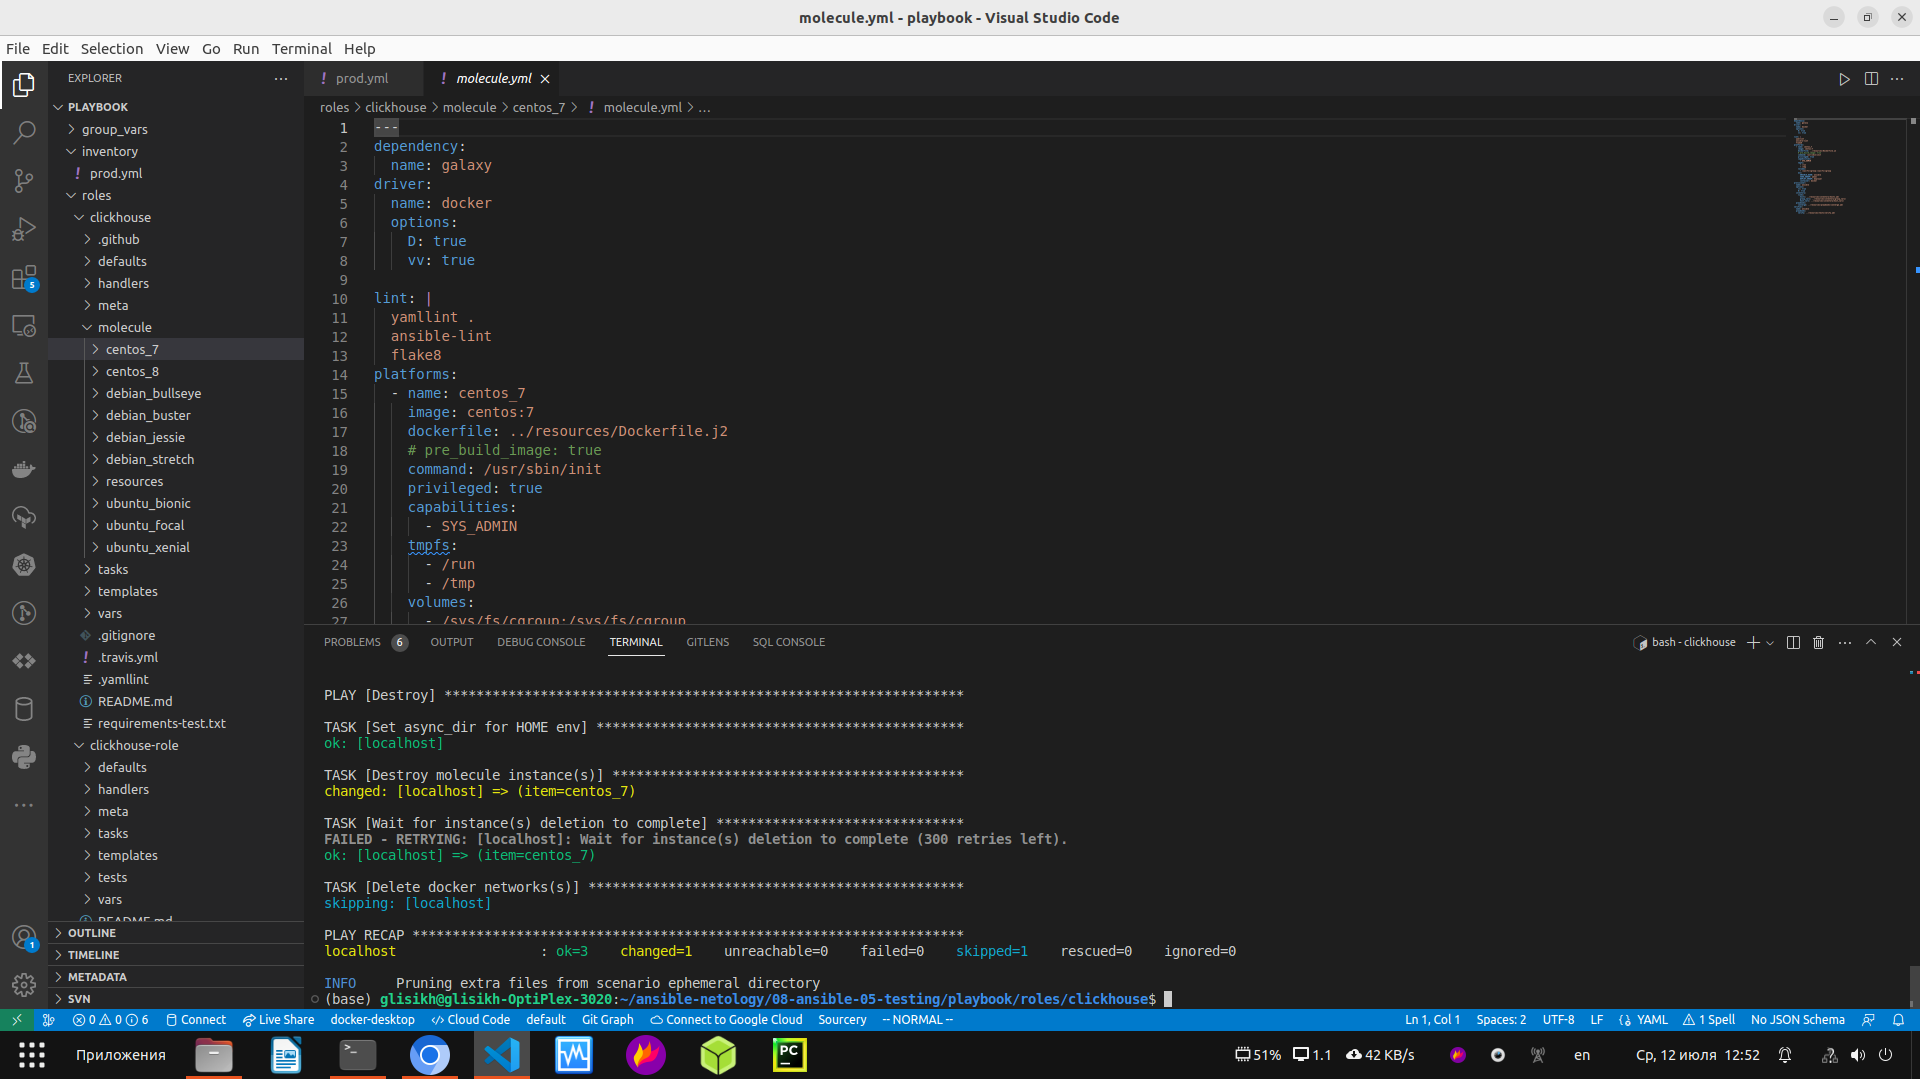 molecule.yml - playbook - Visual Studio Code
File Edit Selection View Go Run Terminal Help
EXPLORER
PLAYBOOK
group_vars
inventory
! prod.yml
roles
clickhouse
.github
defaults
handlers
meta
molecule
centos_7
centos_8
debian_bullseye
debian_buster
debian_jessie
debian_stretch
resources
ubuntu_bionic
ubuntu_focal
ubuntu_xenial
tasks
templates
vars
.gitignore
! .travis.yml
.yamllint
README.md
requirements-test.txt
clickhouse-role
defaults
handlers
meta
tasks
templates
tests
vars
README.md
OUTLINE
TIMELINE
METADATA
SVN
5
1
! prod.yml
! molecule.yml
roles > clickhouse > molecule > centos_7 > ! molecule.yml > ...
1 ---
2 dependency:
3 name: galaxy
4 driver:
5 name: docker
6 options:
7 D: true
8 vv: true
9
10 lint: |
11 yamllint .
12 ansible-lint
13 flake8
14 platforms:
15 - name: centos_7
16 image: centos:7
17 dockerfile: ../resources/Dockerfile.j2
18 # pre_build_image: true
19 command: /usr/sbin/init
20 privileged: true
21 capabilities:
22 - SYS_ADMIN
23 tmpfs:
24 - /run
25 - /tmp
26 volumes:
27 - /sys/fs/cgroup:/sys/fs/cgroup
PROBLEMS 6 OUTPUT DEBUG CONSOLE TERMINAL GITLENS SQL CONSOLE
bash - clickhouse
PLAY [Destroy] *****************************************************************
TASK [Set async_dir for HOME env] **********************************************
ok: [localhost]
TASK [Destroy molecule instance(s)] ********************************************
changed: [localhost] => (item=centos_7)
TASK [Wait for instance(s) deletion to complete] *******************************
FAILED - RETRYING: [localhost]: Wait for instance(s) deletion to complete (300 retries left).
ok: [localhost] => (item=centos_7)
TASK [Delete docker networks(s)] ***********************************************
skipping: [localhost]
PLAY RECAP *********************************************************************
localhost : ok=3 changed=1 unreachable=0 failed=0 skipped=1 rescued=0 ignored=0
INFO Pruning extra files from scenario ephemeral directory
(base) glisikh@glisikh-OptiPlex-3020:~/ansible-netology/08-ansible-05-testing/playbook/roles/clickhouse$
0 0 6 Connect Live Share docker-desktop Cloud Code default Git Graph Connect to Google Cloud Sourcery -- NORMAL --
Ln 1, Col 1 Spaces: 2 UTF-8 LF YAML 1 Spell No JSON Schema
Приложения
PC
51% 1.1 42 KB/s
en
Ср, 12 июля 12:52